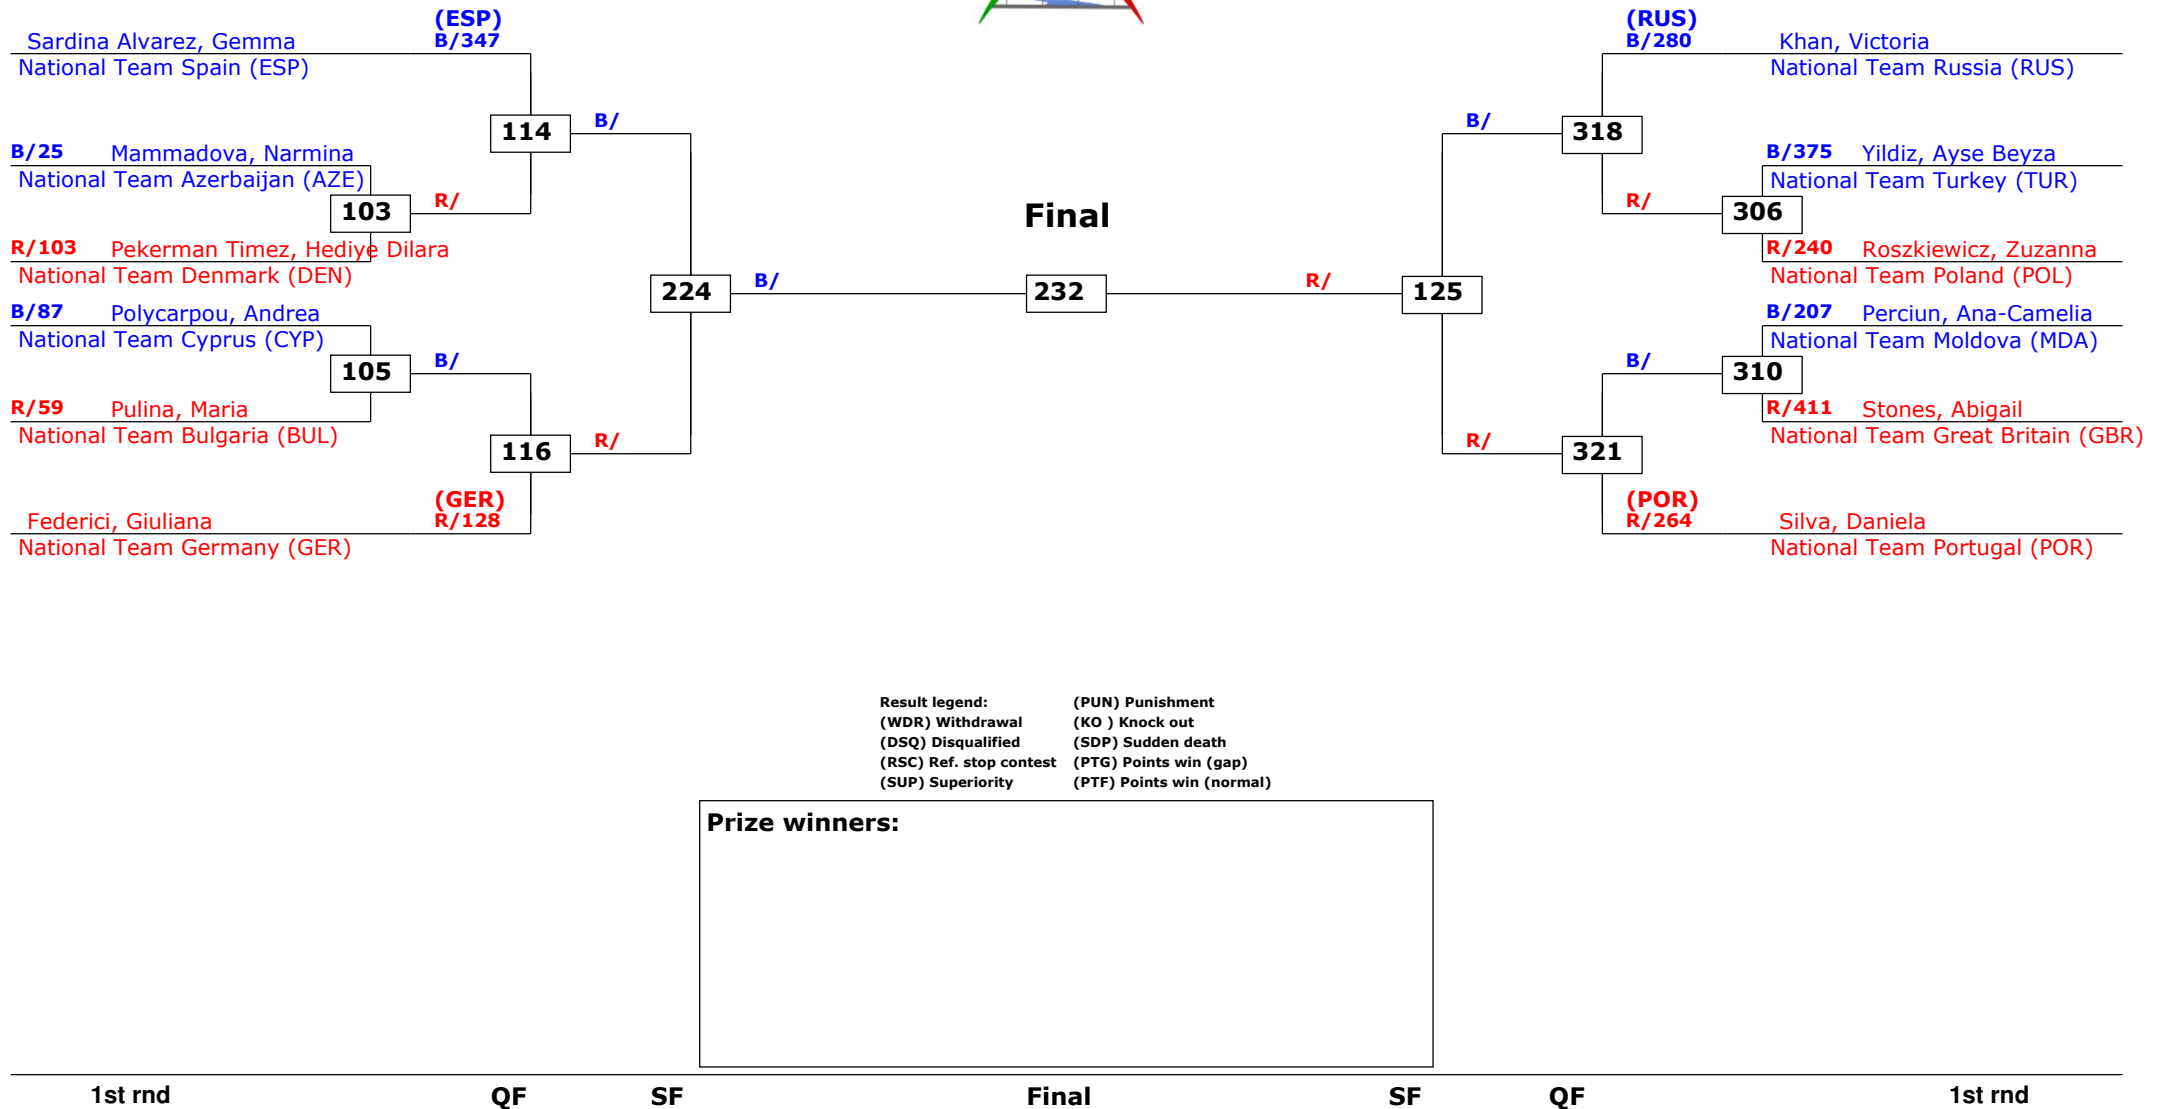 (ESP)
Sardina Alvarez, Gemma B/347
National Team Spain (ESP)
114
B/
B/25 Mammadova, Narmina
National Team Azerbaijan (AZE)
103
R/
R/103 Pekerman Timez, Hediye Dilara
National Team Denmark (DEN)
224
B/
B/87 Polycarpou, Andrea
National Team Cyprus (CYP)
105
B/
R/59 Pulina, Maria
National Team Bulgaria (BUL)
116
R/
(GER)
Federici, Giuliana R/128
National Team Germany (GER)
Final
232
(RUS)
B/280 Khan, Victoria
National Team Russia (RUS)
B/
318
B/375 Yildiz, Ayse Beyza
National Team Turkey (TUR)
R/
306
R/240 Roszkiewicz, Zuzanna
National Team Poland (POL)
R/
125
B/207 Perciun, Ana-Camelia
National Team Moldova (MDA)
B/
310
R/411 Stones, Abigail
National Team Great Britain (GBR)
R/
321
(POR)
R/264 Silva, Daniela
National Team Portugal (POR)
Result legend: (PUN) Punishment
(WDR) Withdrawal (KO ) Knock out
(DSQ) Disqualified (SDP) Sudden death
(RSC) Ref. stop contest (PTG) Points win (gap)
(SUP) Superiority (PTF) Points win (normal)
Prize winners:
1st rnd QF SF Final SF QF 1st rnd